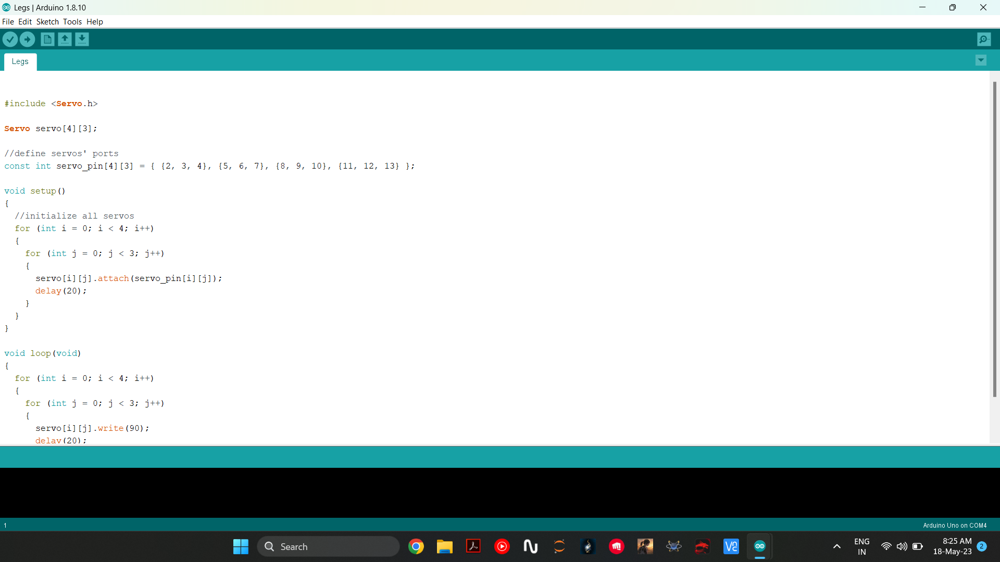 Legs | Arduino 1.8.10
File Edit Sketch Tools Help
Legs
#include <Servo.h>
Servo servo[4][3];
//define servos' ports
const int servo_pin[4][3] = { {2, 3, 4}, {5, 6, 7}, {8, 9, 10}, {11, 12, 13} };
void setup()
{
//initialize all servos
for (int i = 0; i < 4; i++)
{
for (int j = 0; j < 3; j++)
{
servo[i][j].attach(servo_pin[i][j]);
delay(20);
}
}
}
void loop(void)
{
for (int i = 0; i < 4; i++)
{
for (int j = 0; j < 3; j++)
{
servo[i][j].write(90);
delay(20);
1
Arduino Uno on COM4
Search
ENG
IN
8:25 AM
18-May-23
2